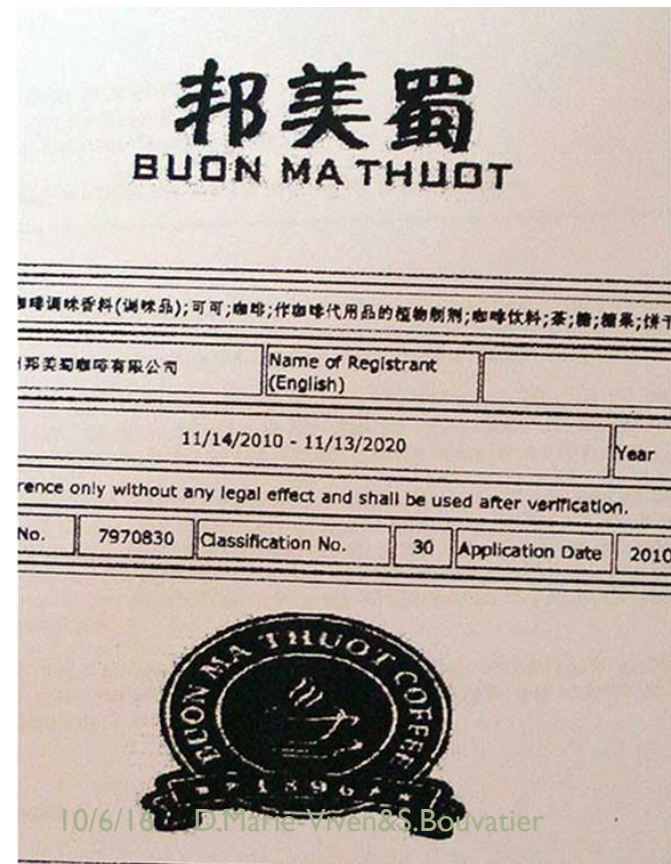 邦美蜀
BUON MA THUOT
咖啡调味香料(调味品);可可;咖啡;作咖啡代用品的植物制剂;咖啡饮料;茶;糖;糖果;饼干
州邦美蜀咖啡有限公司 Name of Registrant (English)
11/14/2010 - 11/13/2020 Year
rence only without any legal effect and shall be used after verification.
No. 7970830 Classification No. 30 Application Date 2010
BUON MA THUOT COFFEE
1896
10/6/16 D.Marie-Viven&S.Bouvatier